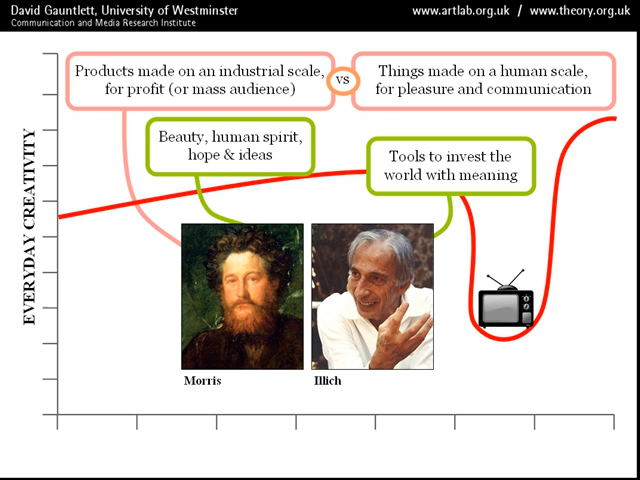 David Gauntlett, University of Westminster
Communication and Media Research Institute
www.artlab.org.uk / www.theory.org.uk
Products made on an industrial scale,
for profit (or mass audience)
vs
Things made on a human scale,
for pleasure and communication
Beauty, human spirit,
hope & ideas
Tools to invest the
world with meaning
EVERYDAY CREATIVITY
Morris
Illich